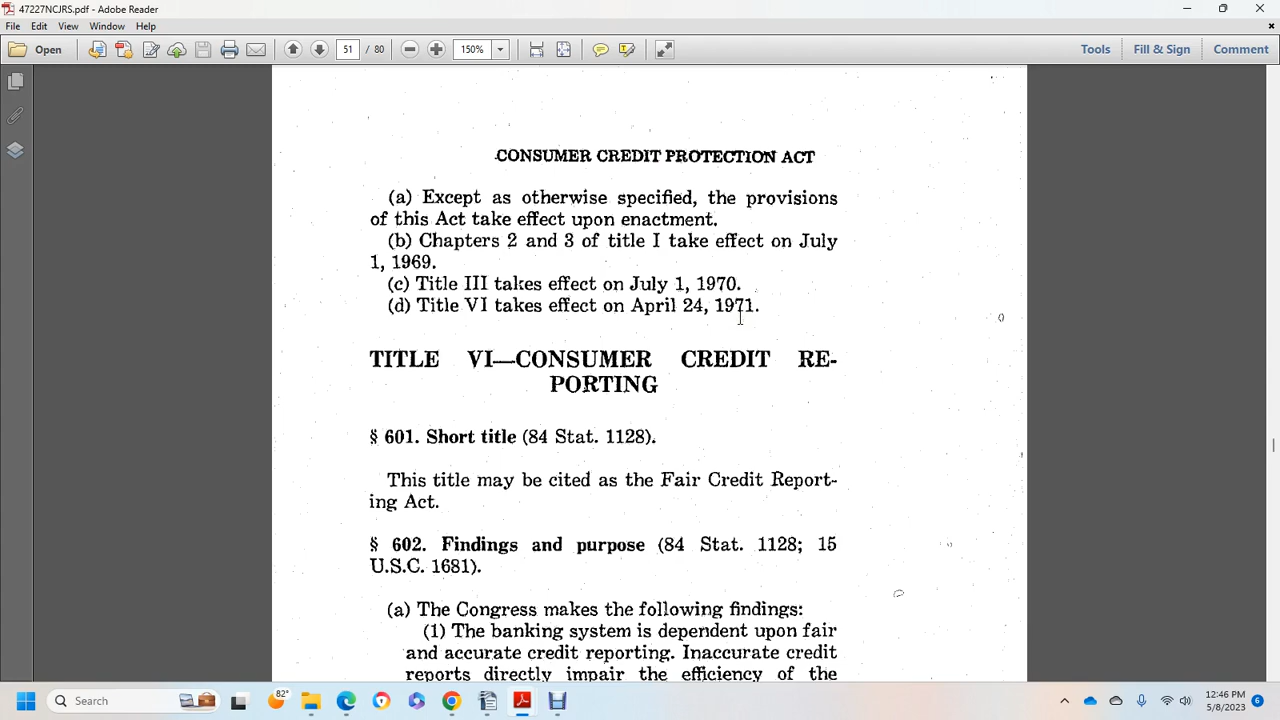 47227NCJRS.pdf - Adobe Reader
File Edit View Window Help
Open 51 / 80 150% Tools Fill & Sign Comment
CONSUMER CREDIT PROTECTION ACT
(a) Except as otherwise specified, the provisions
of this Act take effect upon enactment.
(b) Chapters 2 and 3 of title I take effect on July
1, 1969.
(c) Title III takes effect on July 1, 1970.
(d) Title VI takes effect on April 24, 1971.
TITLE VI—CONSUMER CREDIT RE-
PORTING
§ 601. Short title (84 Stat. 1128).
This title may be cited as the Fair Credit Report-
ing Act.
§ 602. Findings and purpose (84 Stat. 1128; 15
U.S.C. 1681).
(a) The Congress makes the following findings:
(1) The banking system is dependent upon fair
and accurate credit reporting. Inaccurate credit
reports directly impair the efficiency of the
Search 82° 12:46 PM
5/8/2023 6